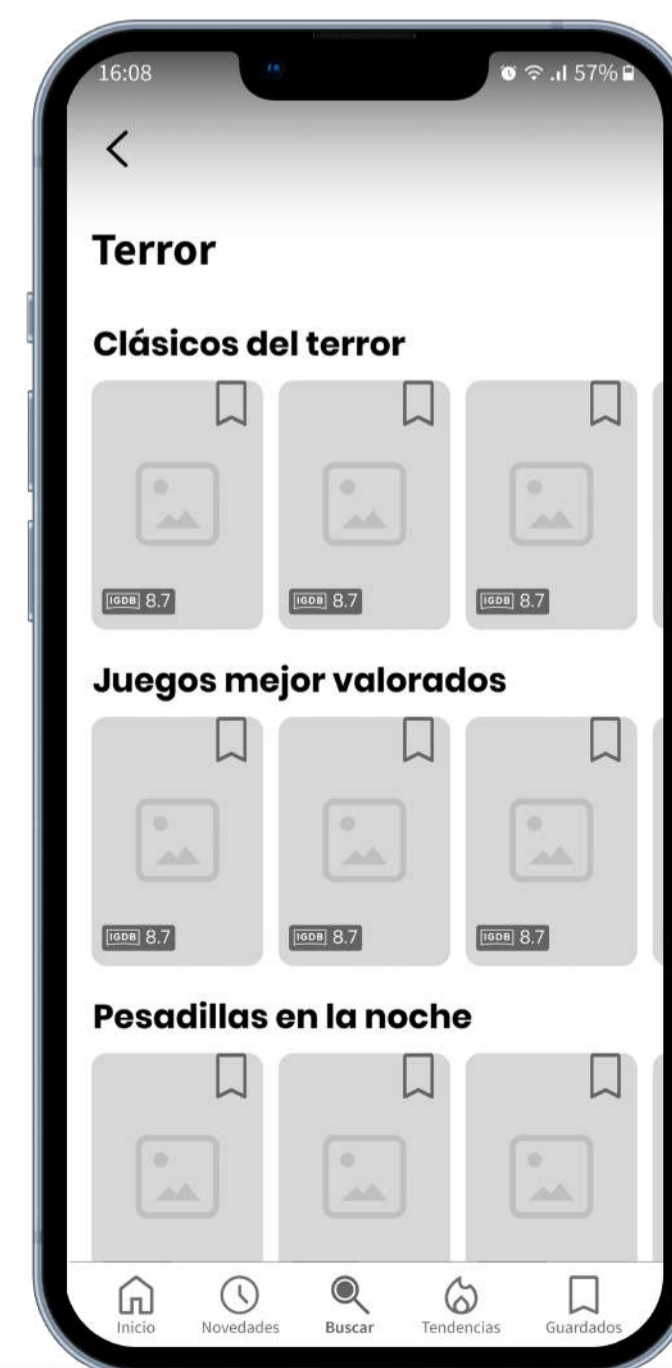 16:08 57%
Terror
Clásicos del terror
IGDB 8.7 IGDB 8.7 IGDB 8.7
Juegos mejor valorados
IGDB 8.7 IGDB 8.7 IGDB 8.7
Pesadillas en la noche
Inicio Novedades Buscar Tendencias Guardados